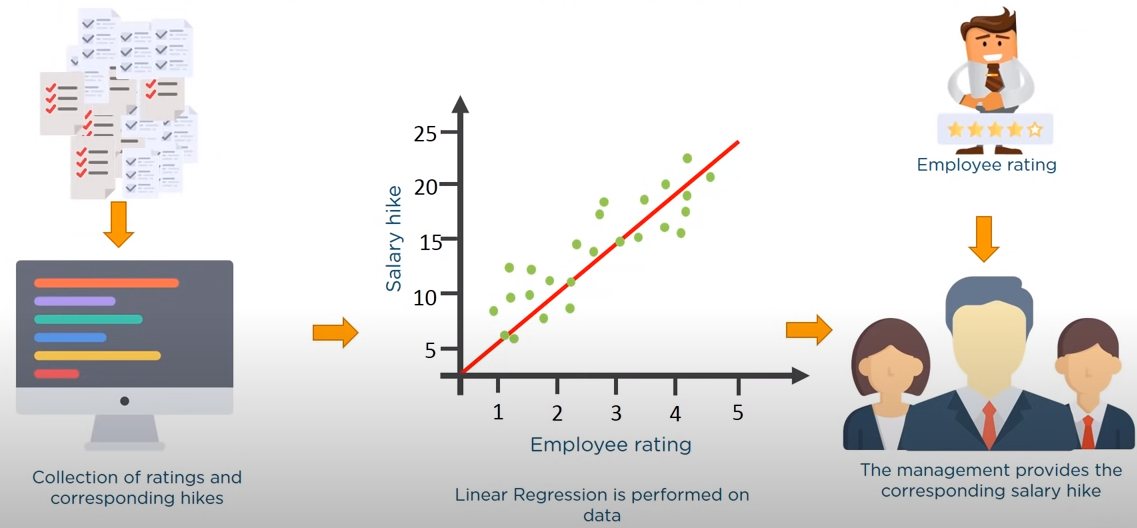 Collection of ratings and
corresponding hikes
Salary hike
25
20
15
10
5
1 2 3 4 5
Employee rating
Linear Regression is performed on
data
Employee rating
The management provides the
corresponding salary hike